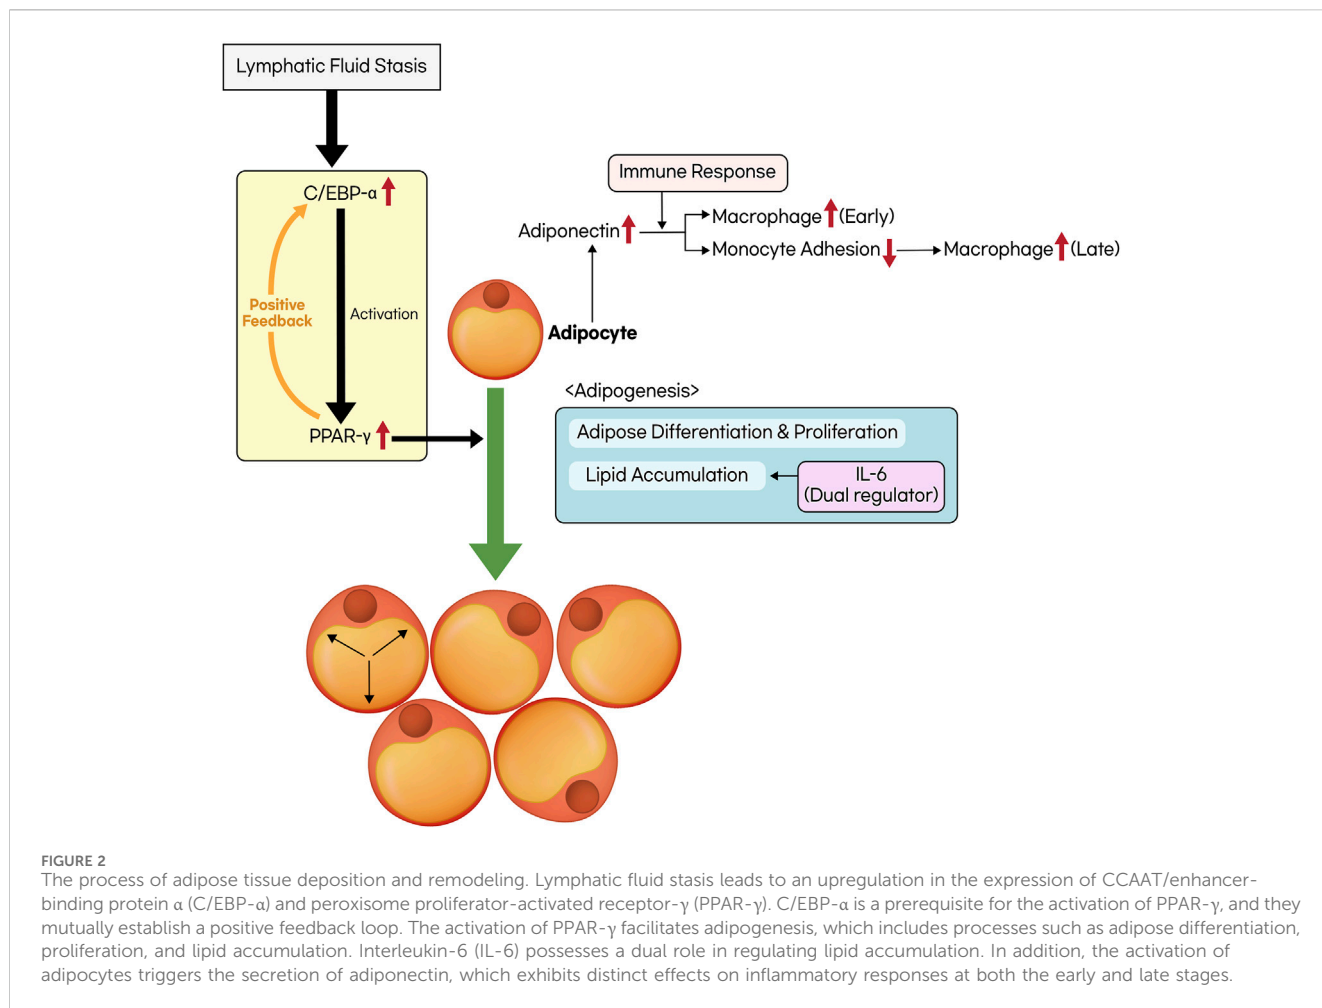 Lymphatic Fluid Stasis
C/EBP-α
Positive
Feedback
Activation
PPAR-γ
Immune Response
Adiponectin
Macrophage (Early)
Monocyte Adhesion
Macrophage (Late)
Adipocyte
<Adipogenesis>
Adipose Differentiation & Proliferation
Lipid Accumulation
IL-6
(Dual regulator)
FIGURE 2
The process of adipose tissue deposition and remodeling. Lymphatic fluid stasis leads to an upregulation in the expression of CCAAT/enhancer-
binding protein α (C/EBP-α) and peroxisome proliferator-activated receptor-γ (PPAR-γ). C/EBP-α is a prerequisite for the activation of PPAR-γ, and they
mutually establish a positive feedback loop. The activation of PPAR-γ facilitates adipogenesis, which includes processes such as adipose differentiation,
proliferation, and lipid accumulation. Interleukin-6 (IL-6) possesses a dual role in regulating lipid accumulation. In addition, the activation of
adipocytes triggers the secretion of adiponectin, which exhibits distinct effects on inflammatory responses at both the early and late stages.